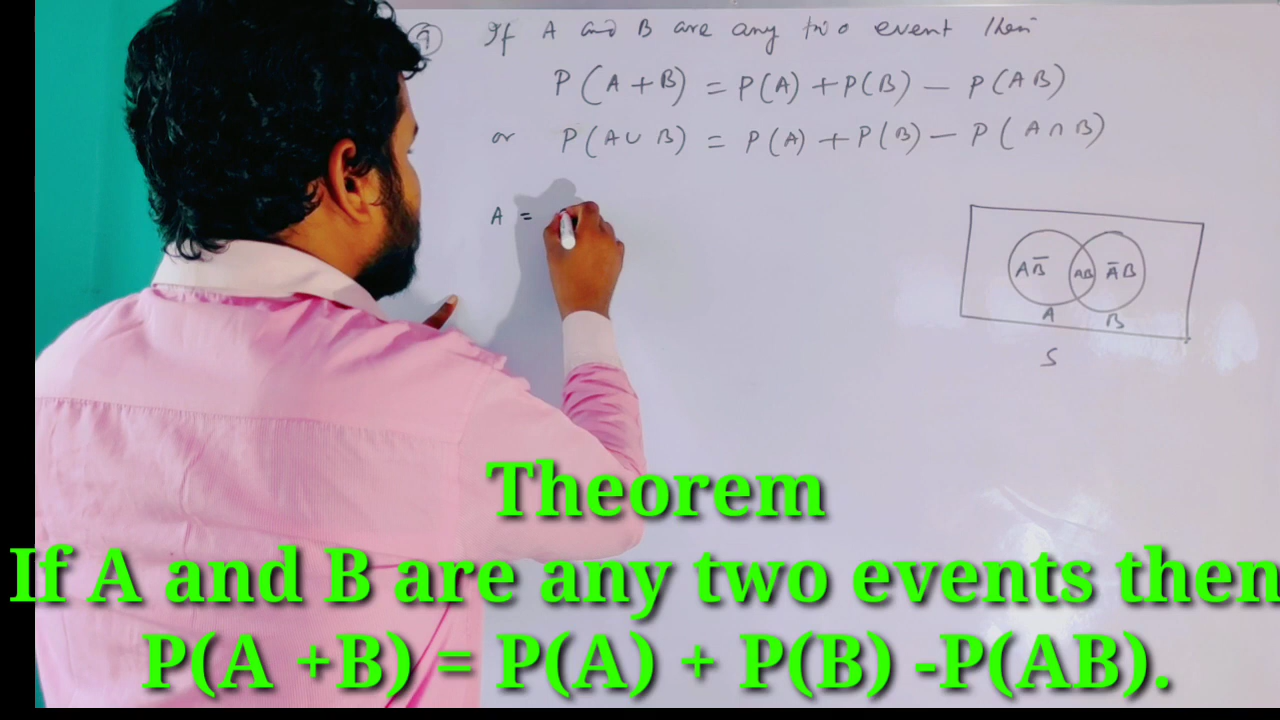 9 If A and B are any two event then
P(A+B) = P(A) + P(B) – P(AB)
or P(A∪B) = P(A) + P(B) – P(A∩B)
A =
AB̅ AB A̅B
A B
S
Theorem
If A and B are any two events then
P(A +B) = P(A) + P(B) -P(AB).